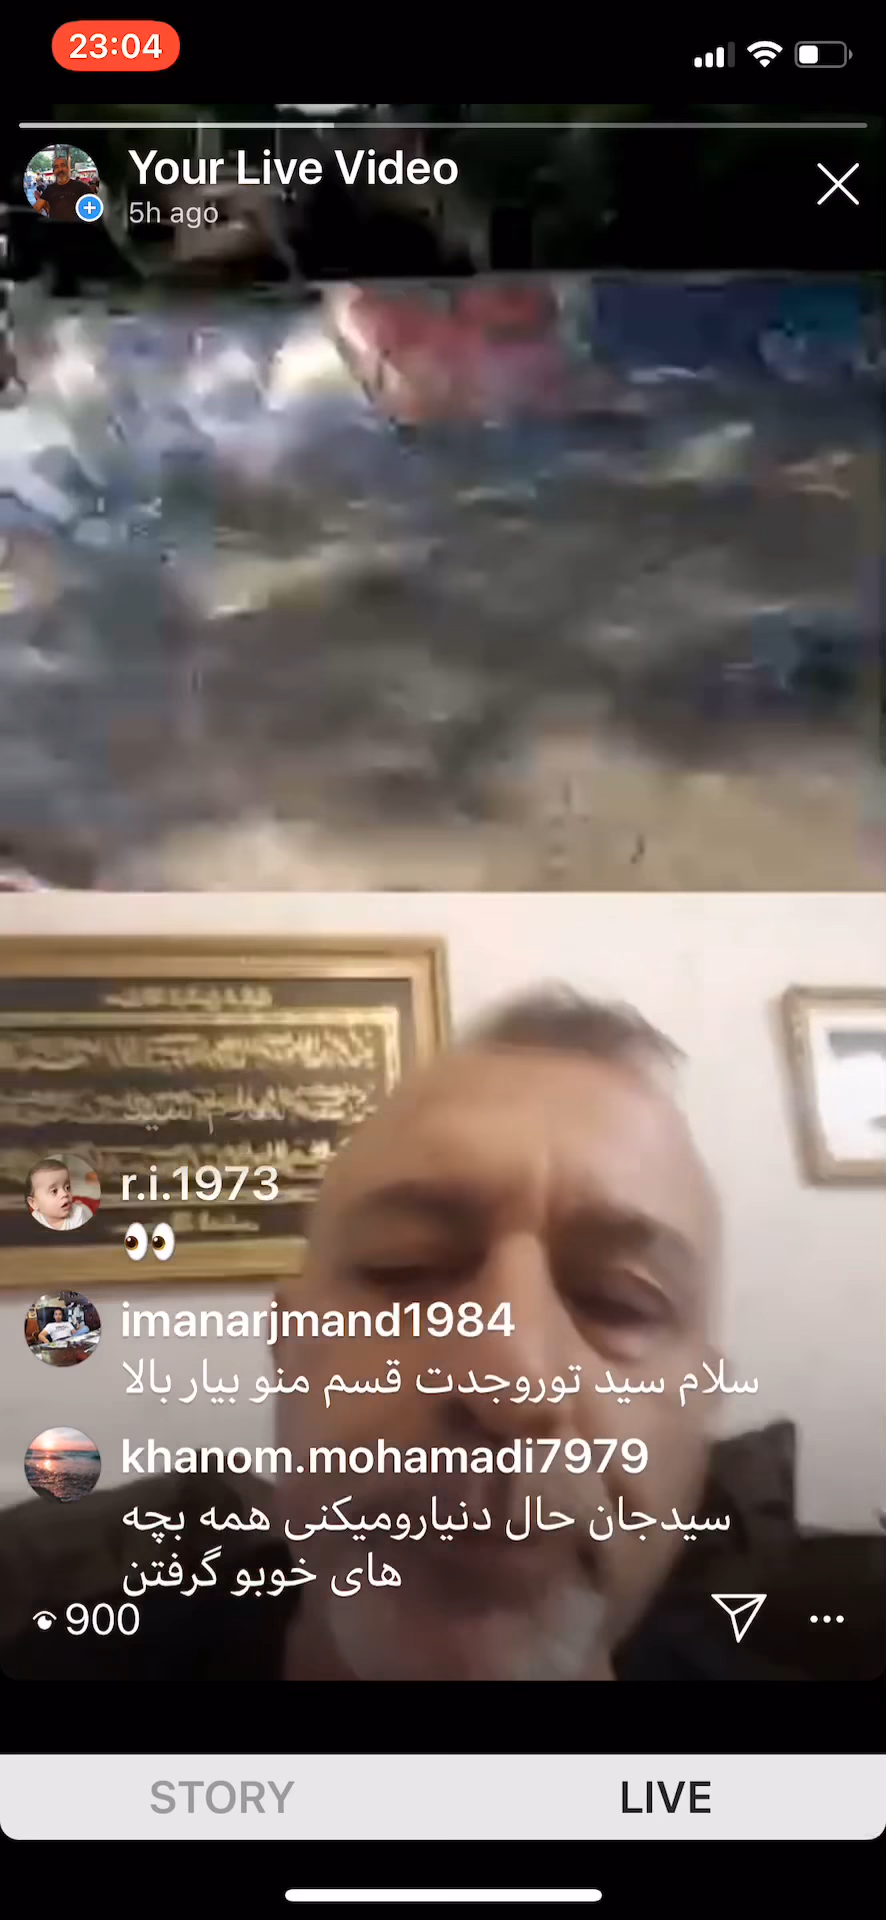 23:04
Your Live Video
5h ago
r.i.1973
👀
imanarjmand1984
سلام سید توروجدت قسم منو بیار بالا
khanom.mohamadi7979
سیدجان حال دنیارومیکنی همه بچه
های خوبو گرفتن
900
STORY
LIVE